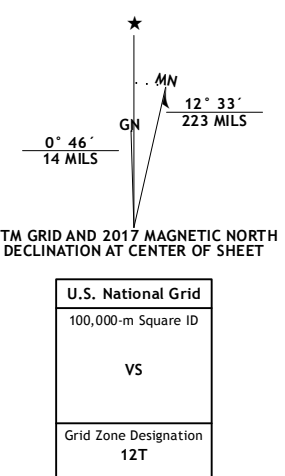 ★
MN
GN
12° 33´
223 MILS
0° 46´
14 MILS
TM GRID AND 2017 MAGNETIC NORTH
DECLINATION AT CENTER OF SHEET
U.S. National Grid
100,000-m Square ID
VS
Grid Zone Designation
12T